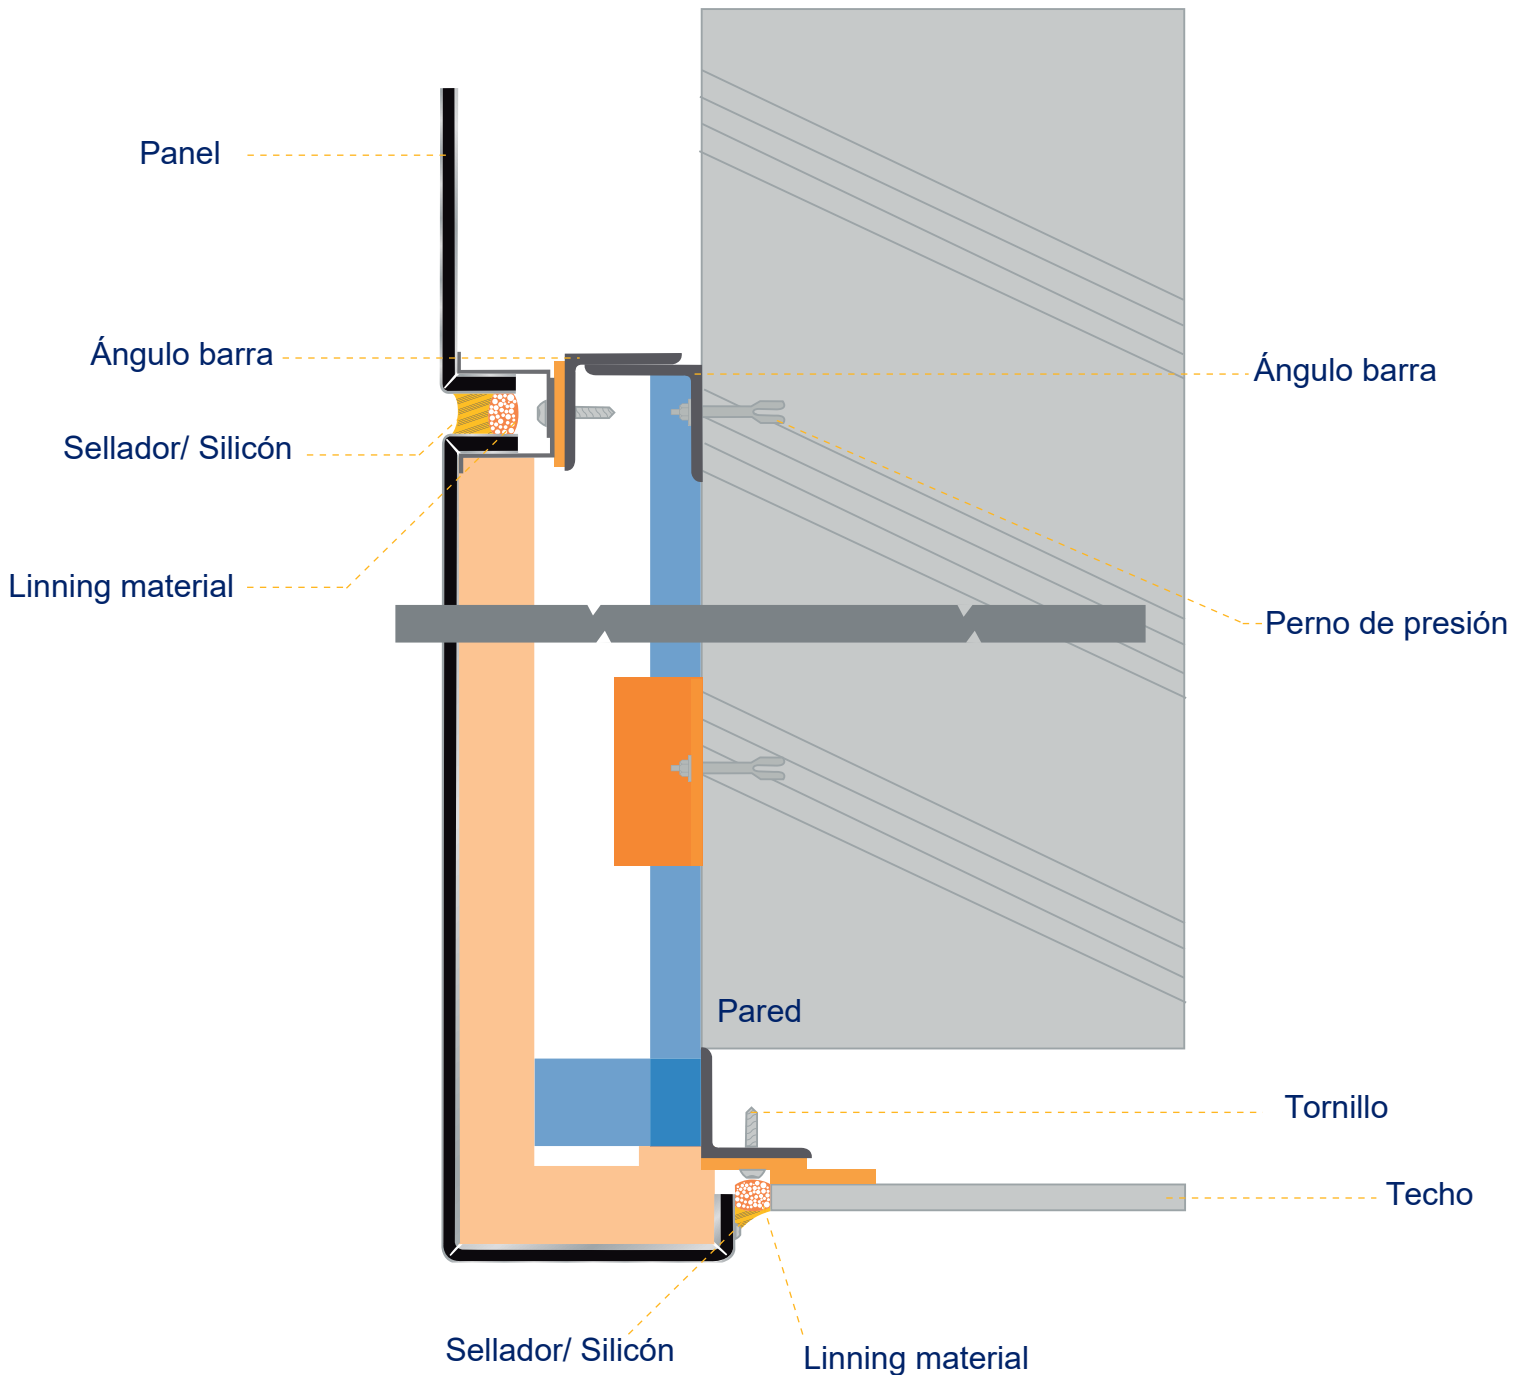 Panel
Ángulo barra
Ángulo barra
Sellador/ Silicón
Linning material
Perno de presión
Pared
Tornillo
Techo
Sellador/ Silicón
Linning material